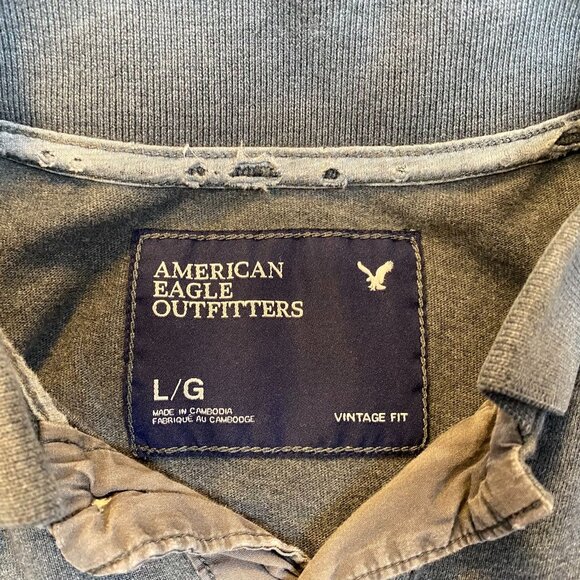 AMERICAN
EAGLE
OUTFITTERS
L/G
MADE IN CAMBODIA
FABRIQUÉ AU CAMBODGE
VINTAGE FIT